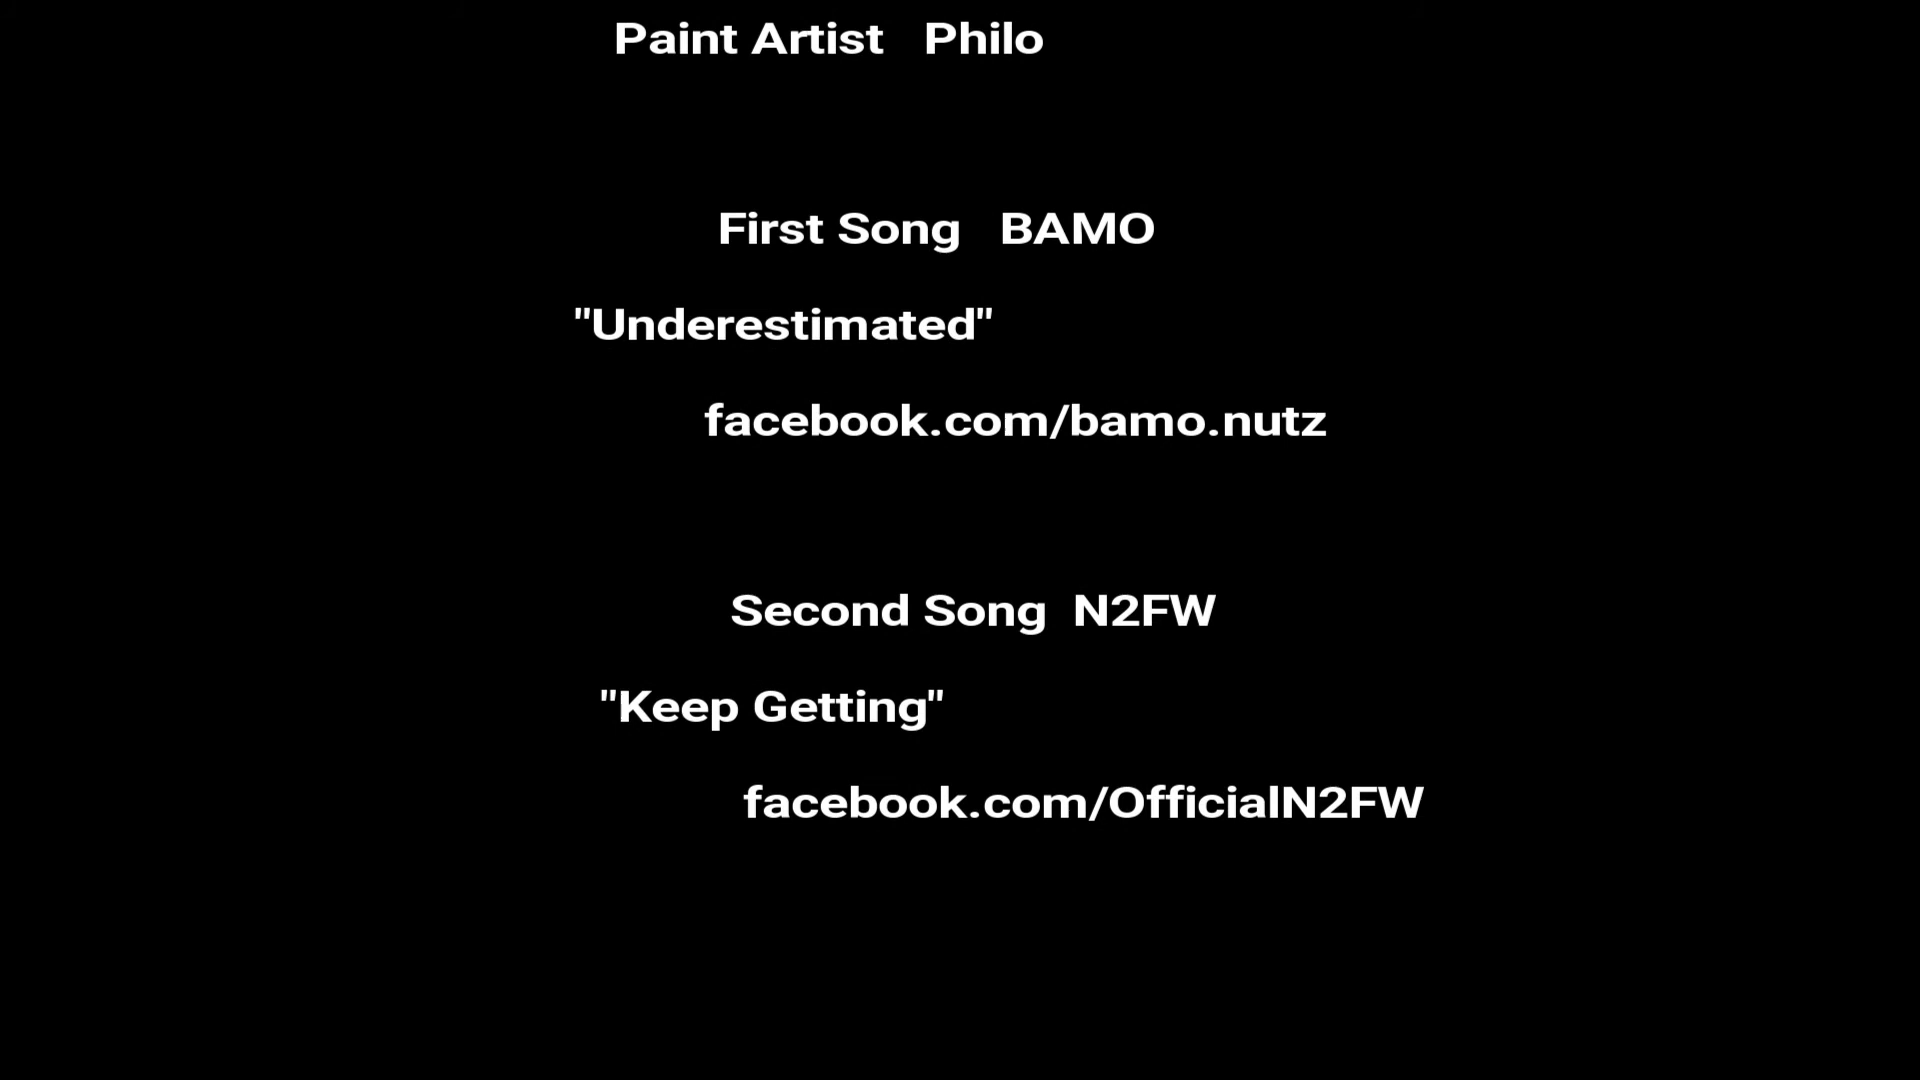 Paint Artist   Philo
First Song   BAMO
"Underestimated"
facebook.com/bamo.nutz
Second Song  N2FW
"Keep Getting"
facebook.com/OfficialN2FW